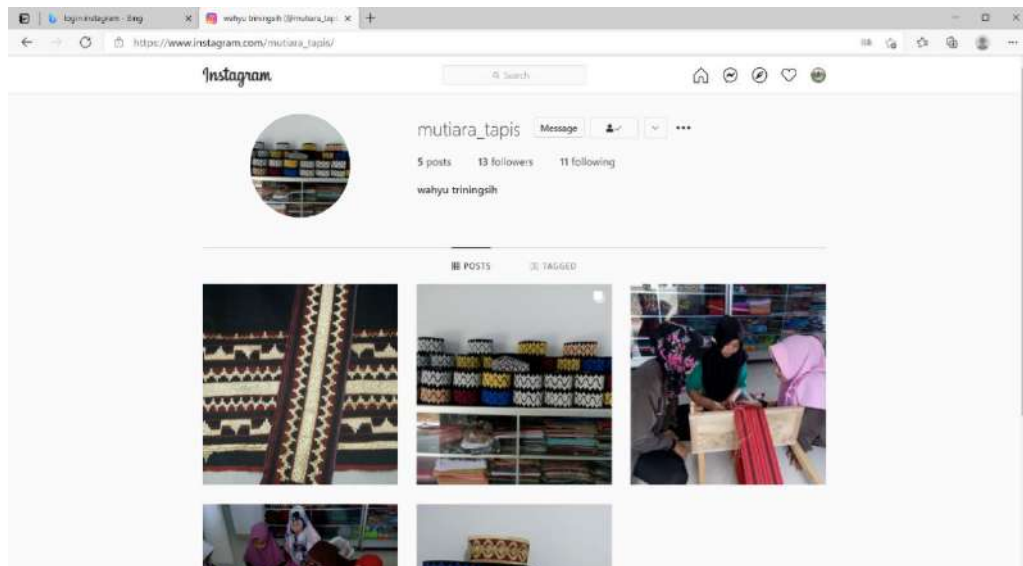 login instagram - Bing
https://www.instagram.com/mutiara_tapis/
Instagram
Search
mutiara_tapis Message
5 posts 13 followers 11 following
wahyu triningsih
POSTS TAGGED